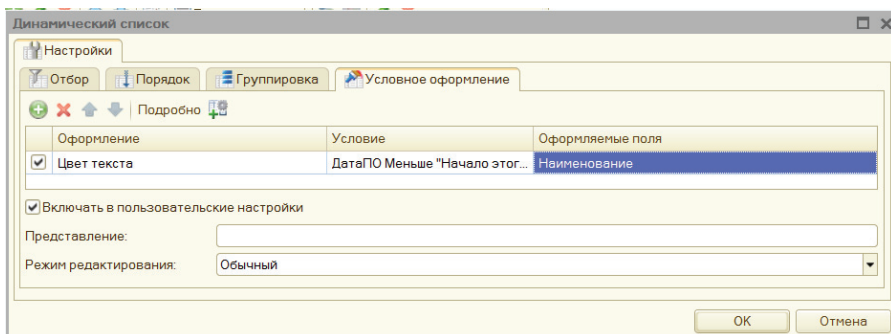 Динамический список
Настройки
Отбор Порядок Группировка Условное оформление
Подробно
Оформление Условие Оформляемые поля
Цвет текста ДатаПО Меньше "Начало этог... Наименование
Включать в пользовательские настройки
Представление:
Режим редактирования: Обычный
ОК Отмена